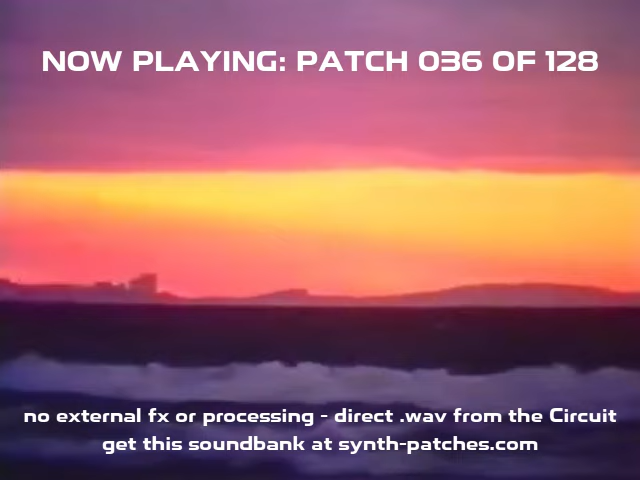 NOW PLAYING: PATCH 036 OF 128
no external fx or processing - direct .wav from the Circuit
get this soundbank at synth-patches.com